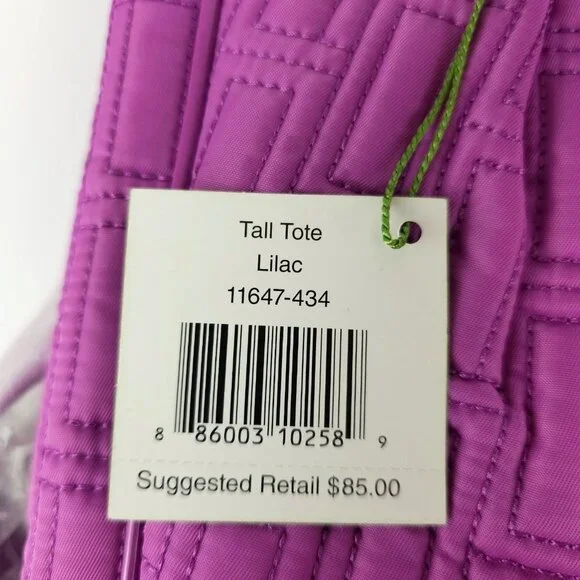 Tall Tote
Lilac
11647-434
8 86003 10258 9
Suggested Retail $85.00